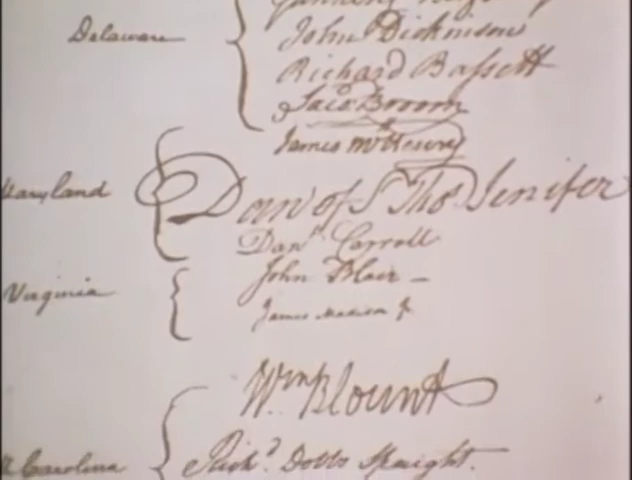 Delaware
John Dickinson
Richard Bassett
Jaco Broom
James McHenry
Maryland
Dan of St Thos Jenifer
Danl Carroll
John Blair –
Virginia
James Madison Jr
Wm Blount
Carolina
Richd Dobbs Spaight.